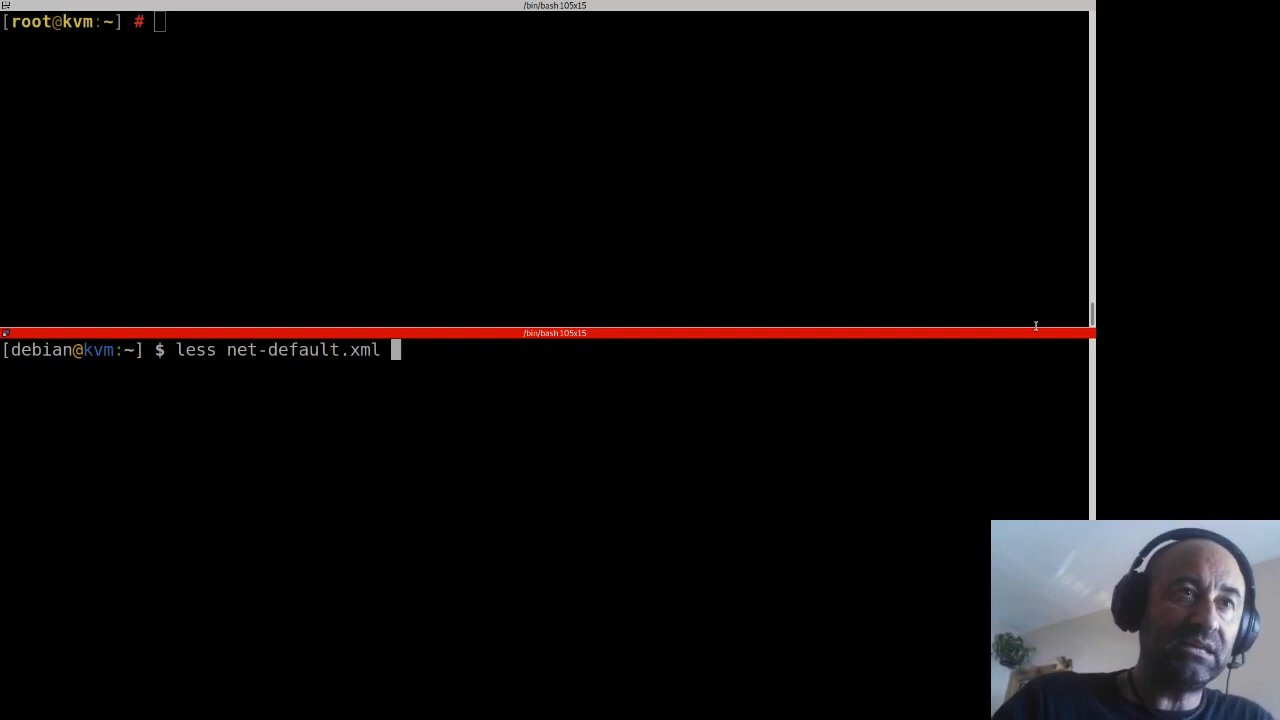 /bin/bash 105x15
[root@kvm:~] #
/bin/bash 105x15
[debian@kvm:~] $ less net-default.xml